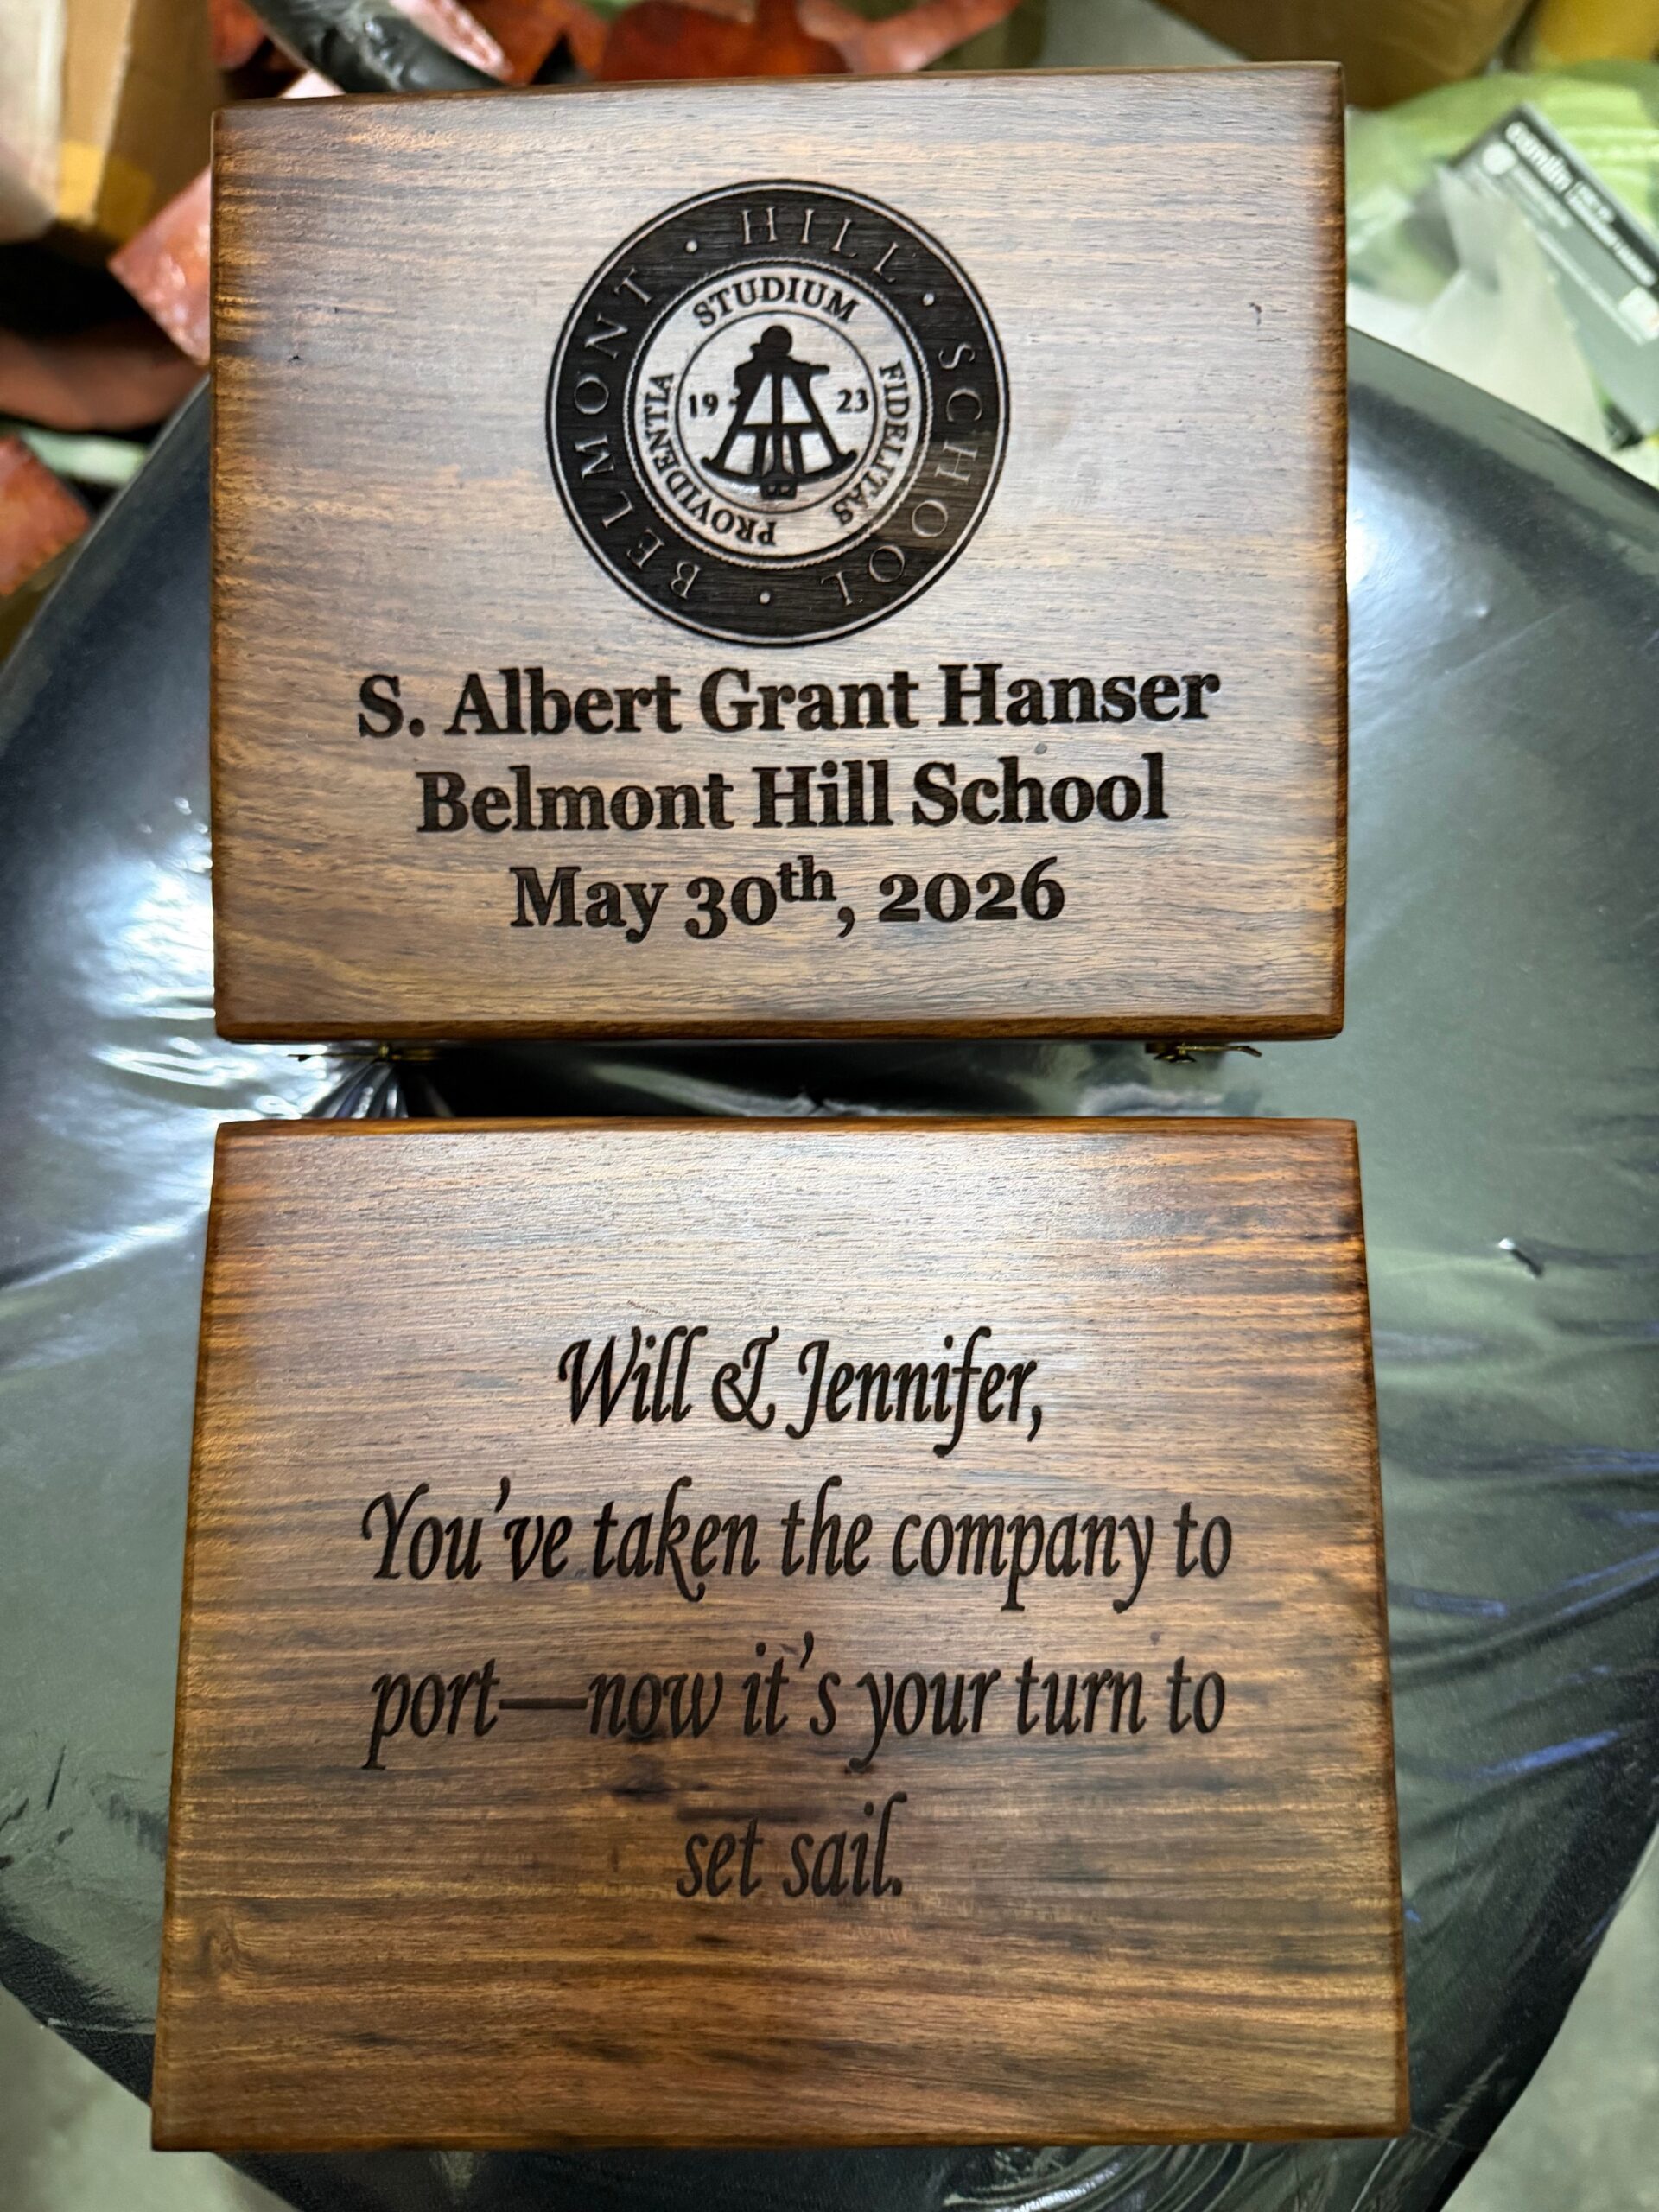 BELMONT · HILL · SCHOOL ·
STUDIUM
FIDELITAS
PROVIDENTIA
19 23
S. Albert Grant Hanser
Belmont Hill School
May 30th, 2026
Will & Jennifer,
You've taken the company to
port—now it's your turn to
set sail.